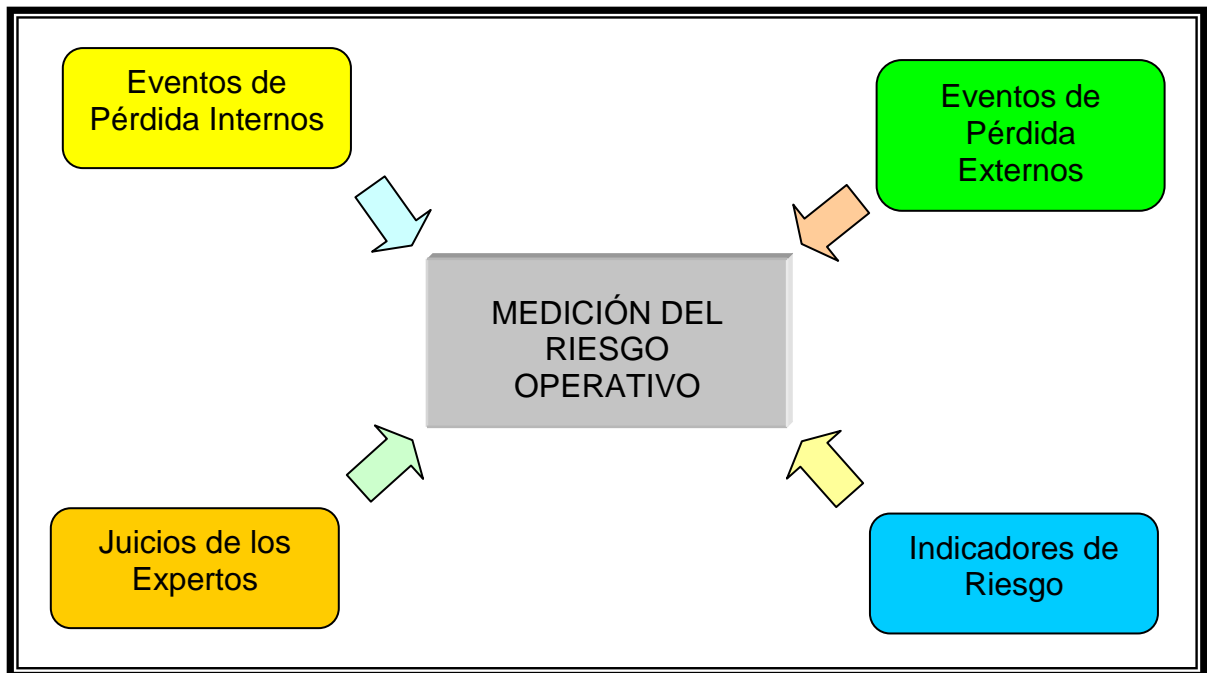 Eventos de
Pérdida Internos
Eventos de
Pérdida
Externos
MEDICIÓN DEL
RIESGO
OPERATIVO
Juicios de los
Expertos
Indicadores de
Riesgo